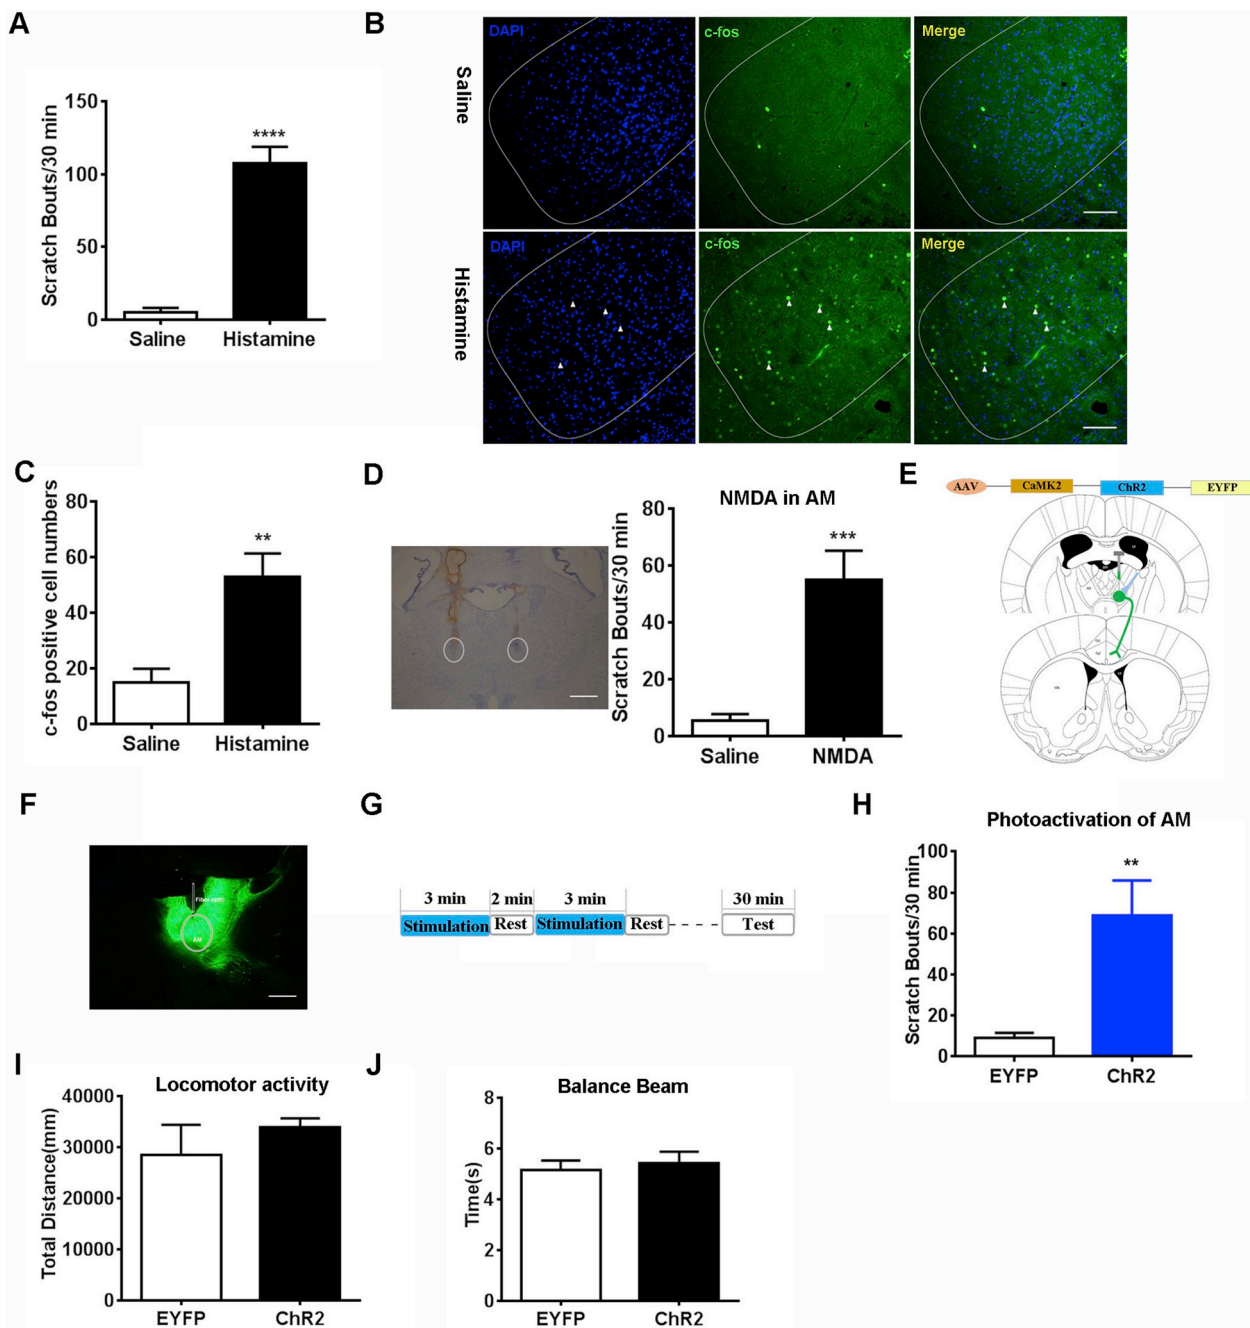 A
Scratch Bouts/30 min
150
100
50
0
****
Saline
Histamine
B
Saline
Histamine
DAPI
c-fos
Merge
DAPI
c-fos
Merge
C
c-fos positive cell numbers
80
60
40
20
0
**
Saline
Histamine
D
NMDA in AM
Scratch Bouts/30 min
80
60
40
20
0
***
Saline
NMDA
E
AAV
CaMK2
ChR2
EYFP
F
Fiber optic
AM
G
3 min
2 min
3 min
30 min
Stimulation
Rest
Stimulation
Rest
Test
H
Photoactivation of AM
Scratch Bouts/30 min
100
80
60
40
20
0
**
EYFP
ChR2
I
Locomotor activity
Total Distance(mm)
40000
30000
20000
10000
0
EYFP
ChR2
J
Balance Beam
Time(s)
8
6
4
2
0
EYFP
ChR2